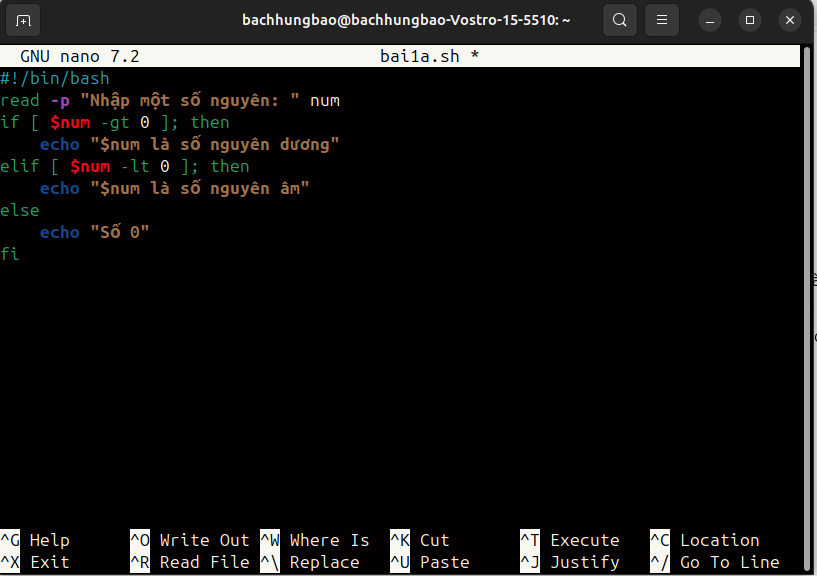 bachhungbao@bachhungbao-Vostro-15-5510: ~
GNU nano 7.2 bai1a.sh *
#!/bin/bash
read -p "Nhập một số nguyên: " num
if [ $num -gt 0 ]; then
    echo "$num là số nguyên dương"
elif [ $num -lt 0 ]; then
    echo "$num là số nguyên âm"
else
    echo "Số 0"
fi
^G Help ^O Write Out ^W Where Is ^K Cut ^T Execute ^C Location
^X Exit ^R Read File ^\ Replace ^U Paste ^J Justify ^/ Go To Line